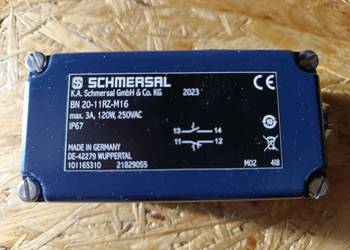 SCHMERSAL
K.A. Schmersal GmbH & Co. KG 2023
BN 20-11RZ-M16
max. 3A, 120W, 250VAC
IP67
13 14
11 12
MADE IN GERMANY
DE-42279 WUPPERTAL
101165310 21829055 M02 418